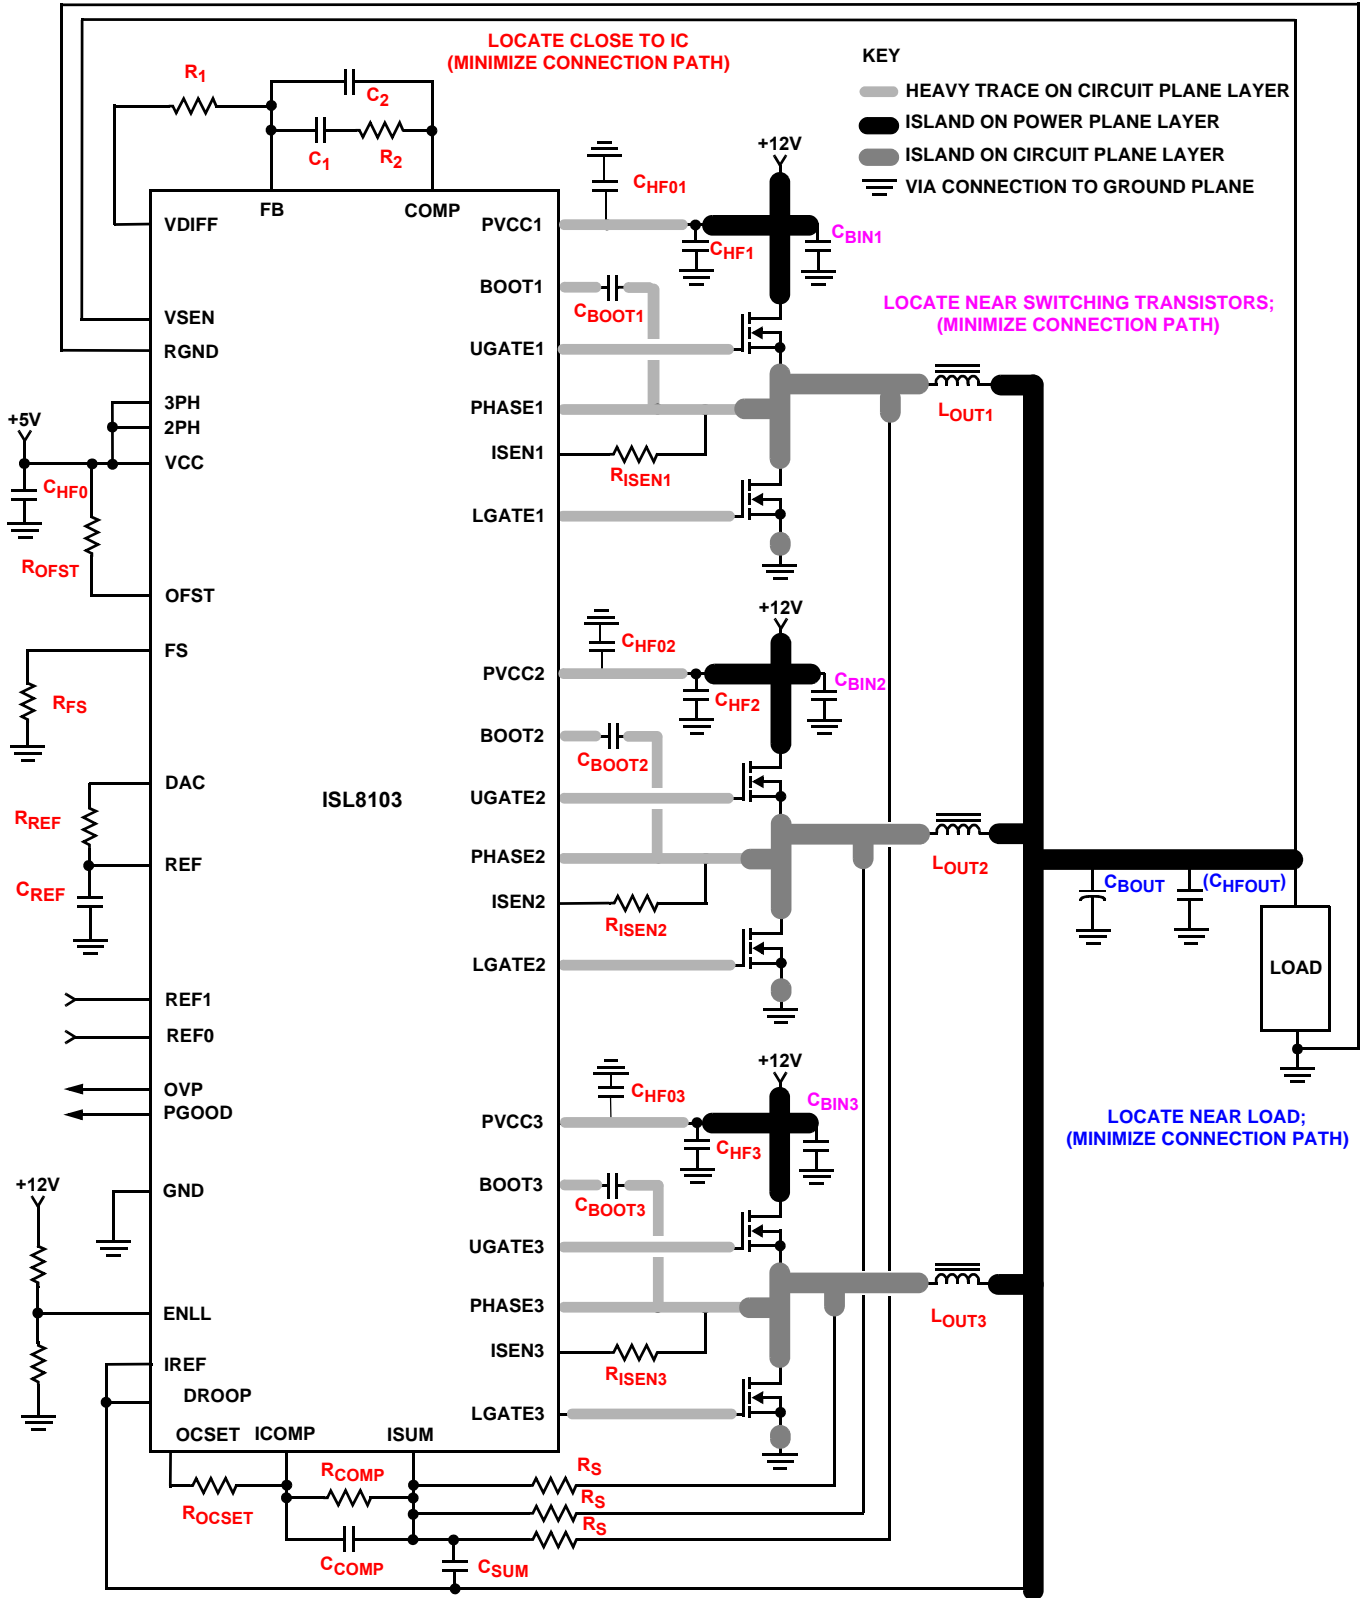 LOCATE CLOSE TO IC
(MINIMIZE CONNECTION PATH)
KEY
HEAVY TRACE ON CIRCUIT PLANE LAYER
ISLAND ON POWER PLANE LAYER
ISLAND ON CIRCUIT PLANE LAYER
VIA CONNECTION TO GROUND PLANE
R1
C2
C1
R2
FB
COMP
VDIFF
VSEN
RGND
3PH
2PH
VCC
+5V
CHF0
ROFST
OFST
FS
RFS
DAC
RREF
REF
CREF
REF1
REF0
OVP
PGOOD
+12V
GND
ENLL
IREF
DROOP
OCSET
ICOMP
ISUM
ISL8103
CHF01
+12V
PVCC1
CHF1
CBIN1
BOOT1
CBOOT1
LOCATE NEAR SWITCHING TRANSISTORS;
(MINIMIZE CONNECTION PATH)
UGATE1
PHASE1
LOUT1
ISEN1
RISEN1
LGATE1
+12V
CHF02
PVCC2
CHF2
CBIN2
BOOT2
CBOOT2
UGATE2
PHASE2
LOUT2
ISEN2
RISEN2
LGATE2
CBOUT
(CHFOUT)
LOAD
LOCATE NEAR LOAD;
(MINIMIZE CONNECTION PATH)
+12V
CHF03
CBIN3
PVCC3
CHF3
BOOT3
CBOOT3
UGATE3
PHASE3
LOUT3
ISEN3
RISEN3
LGATE3
ROCSET
RCOMP
CCOMP
CSUM
RS
RS
RS